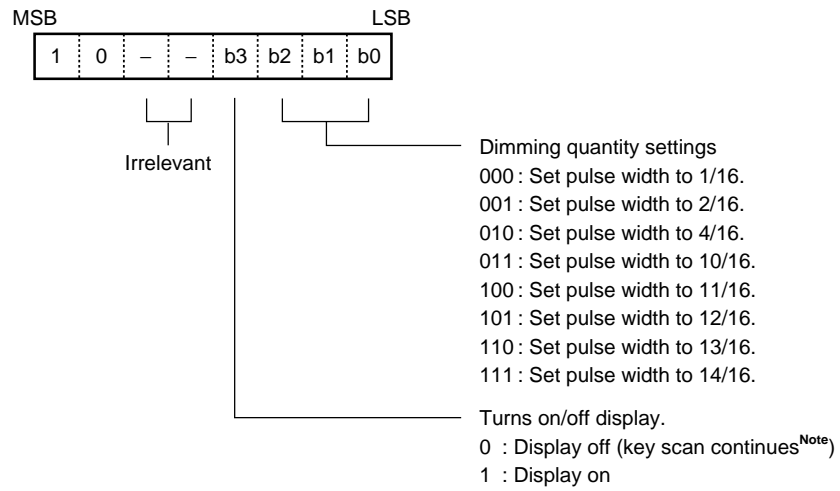 MSB LSB
1 0 – – b3 b2 b1 b0
Irrelevant
Dimming quantity settings
000 : Set pulse width to 1/16.
001 : Set pulse width to 2/16.
010 : Set pulse width to 4/16.
011 : Set pulse width to 10/16.
100 : Set pulse width to 11/16.
101 : Set pulse width to 12/16.
110 : Set pulse width to 13/16.
111 : Set pulse width to 14/16.
Turns on/off display.
0 : Display off (key scan continuesNote)
1 : Display on